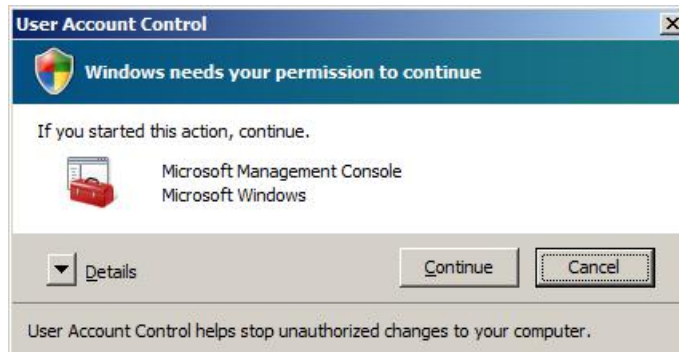 User Account Control
Windows needs your permission to continue
If you started this action, continue.
Microsoft Management Console
Microsoft Windows
Details
Continue
Cancel
User Account Control helps stop unauthorized changes to your computer.